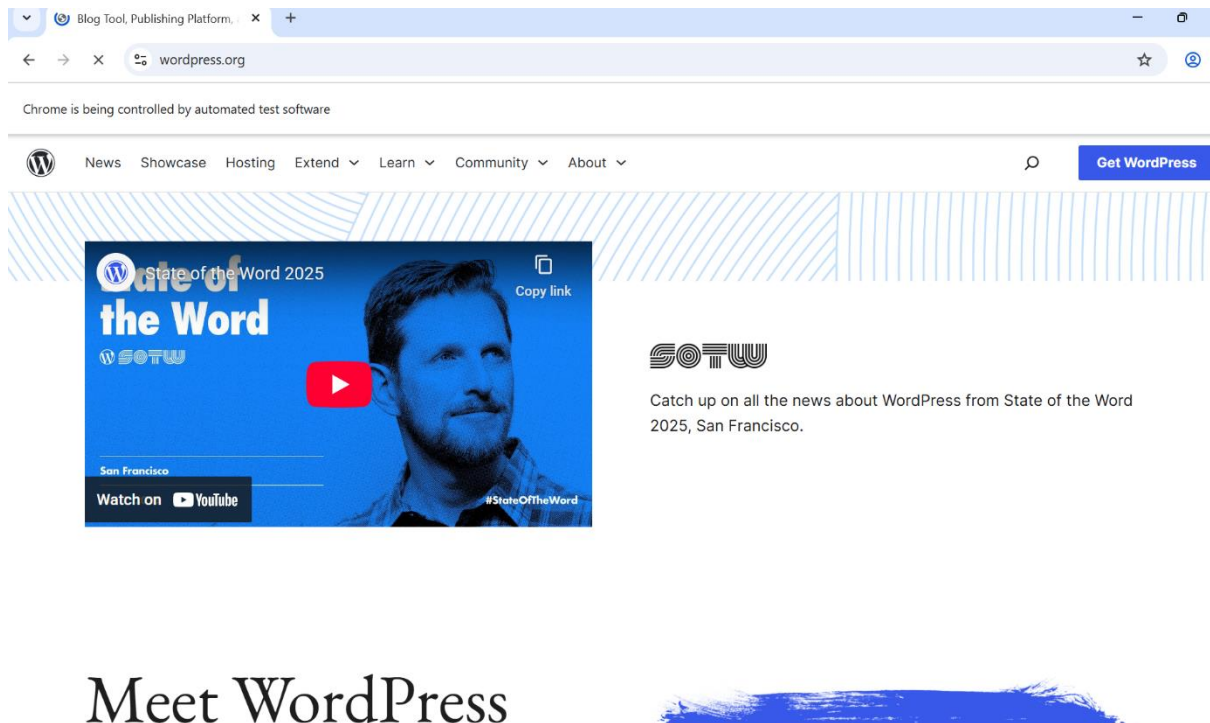 Blog Tool, Publishing Platform,
wordpress.org
Chrome is being controlled by automated test software
News Showcase Hosting Extend Learn Community About Get WordPress
State of the Word 2025
Copy link
State of
the Word
SOTW
San Francisco
Watch on YouTube
#StateOfTheWord
SOTW
Catch up on all the news about WordPress from State of the Word
2025, San Francisco.
Meet WordPress